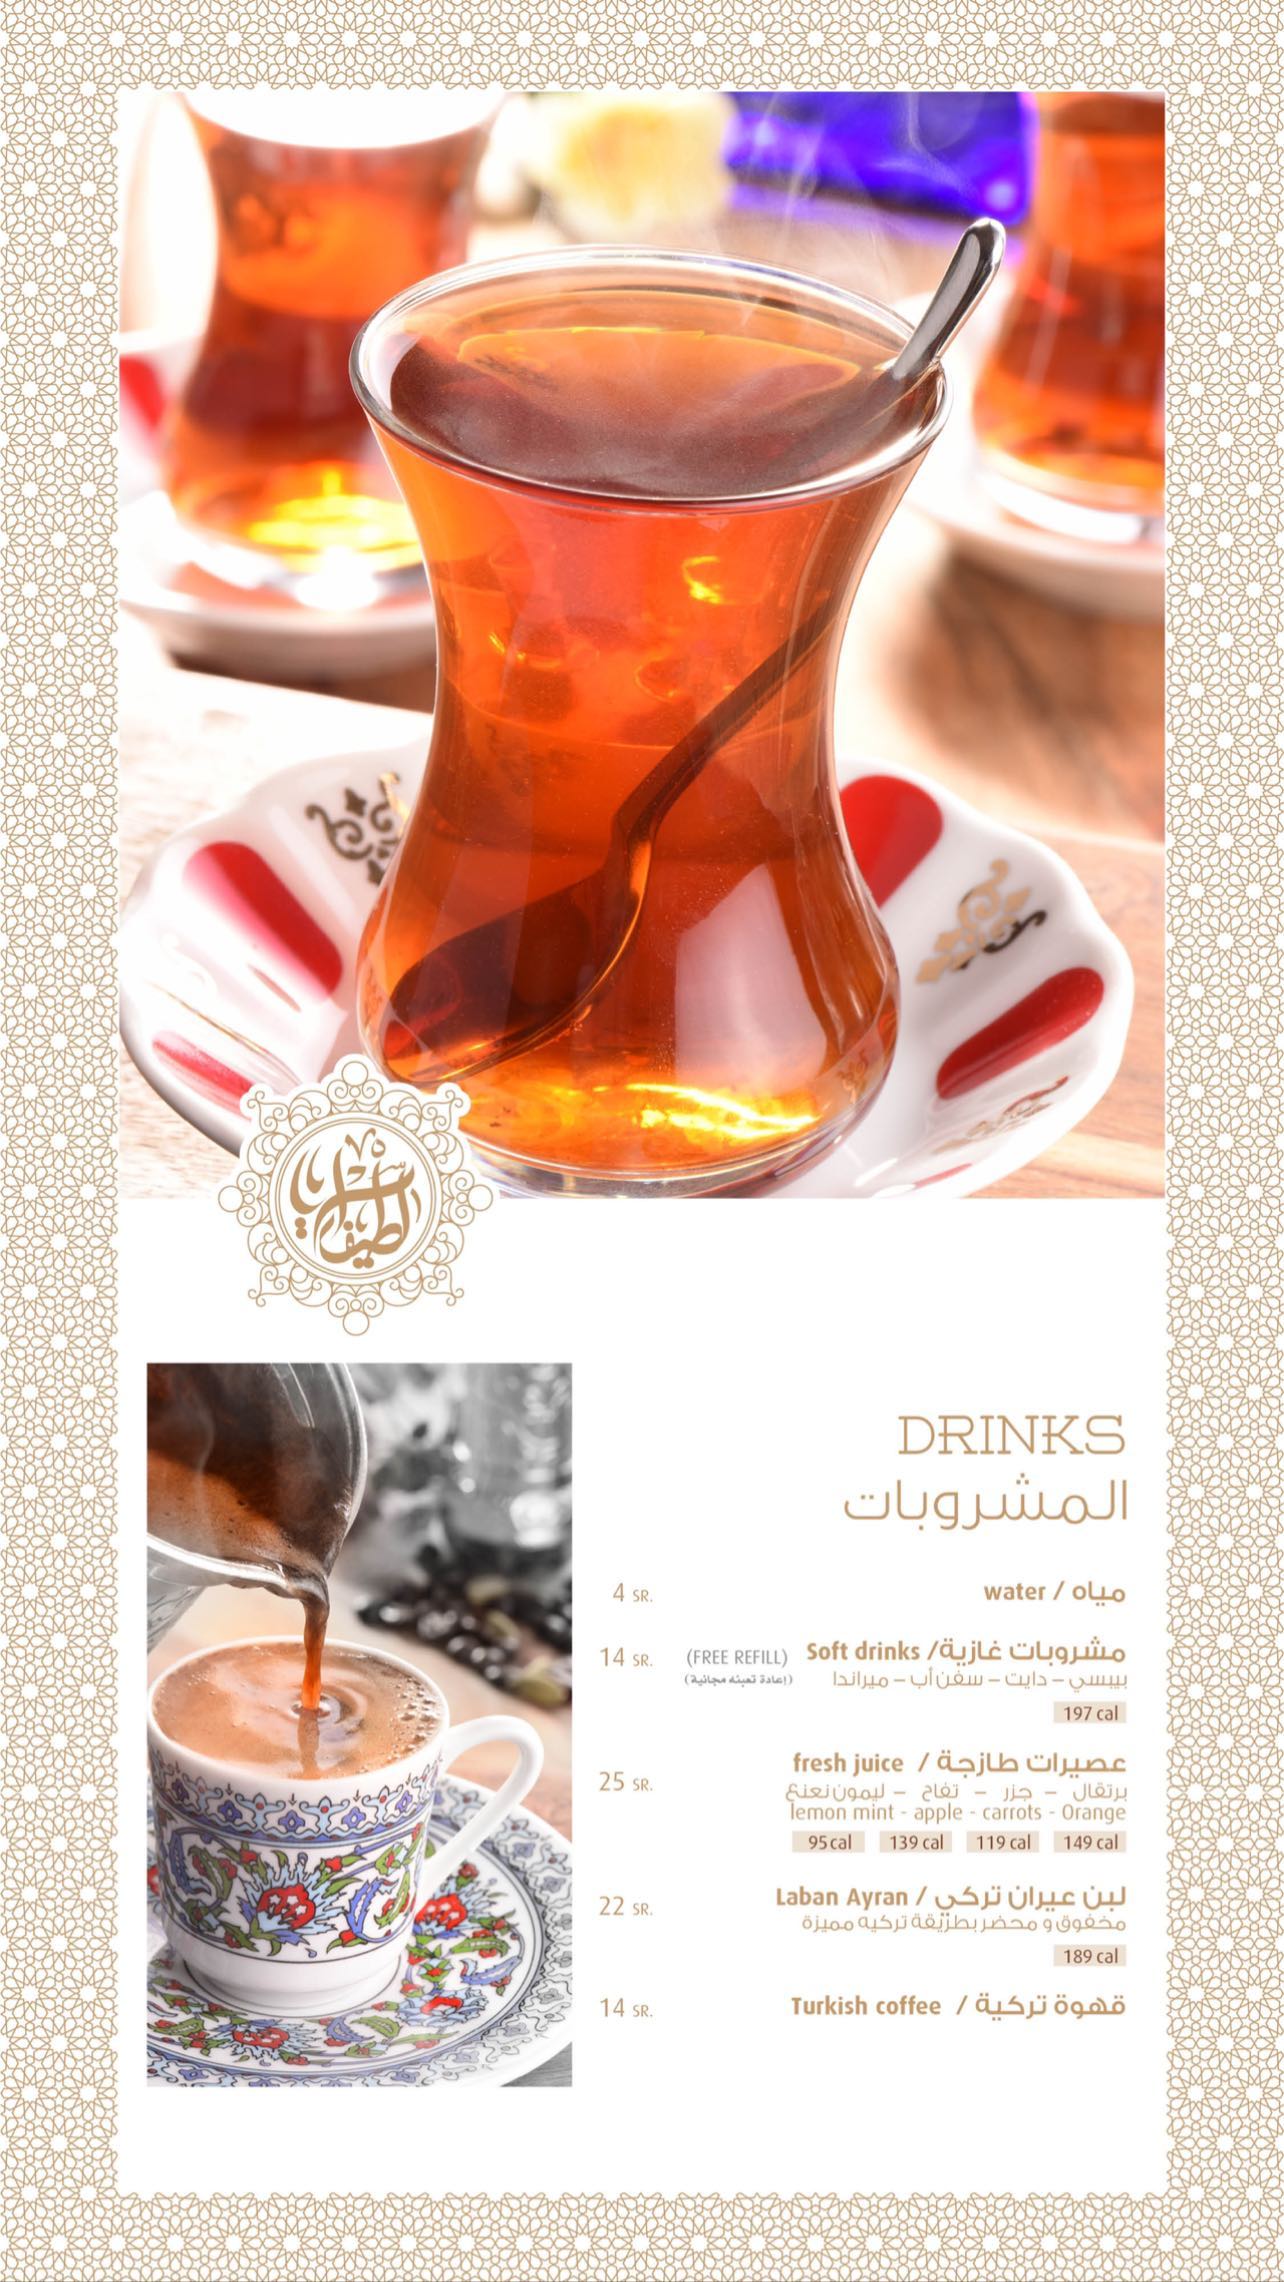 DRINKS
المشروبات
مياه / water 4 SR.
مشروبات غازية/ Soft drinks (FREE REFILL) 14 SR.
بيبسي – دايت – سفن أب – ميراندا (إعادة تعبئه مجانية)
197 cal
عصيرات طازجة / fresh juice
25 SR.
برتقال – جزر – تفاح – ليمون نعنع
lemon mint - apple - carrots - Orange
95 cal 139 cal 119 cal 149 cal
لبن عيران تركي / Laban Ayran 22 SR.
مخفوق و محضر بطريقة تركيه مميزة
189 cal
قهوة تركية / Turkish coffee 14 SR.